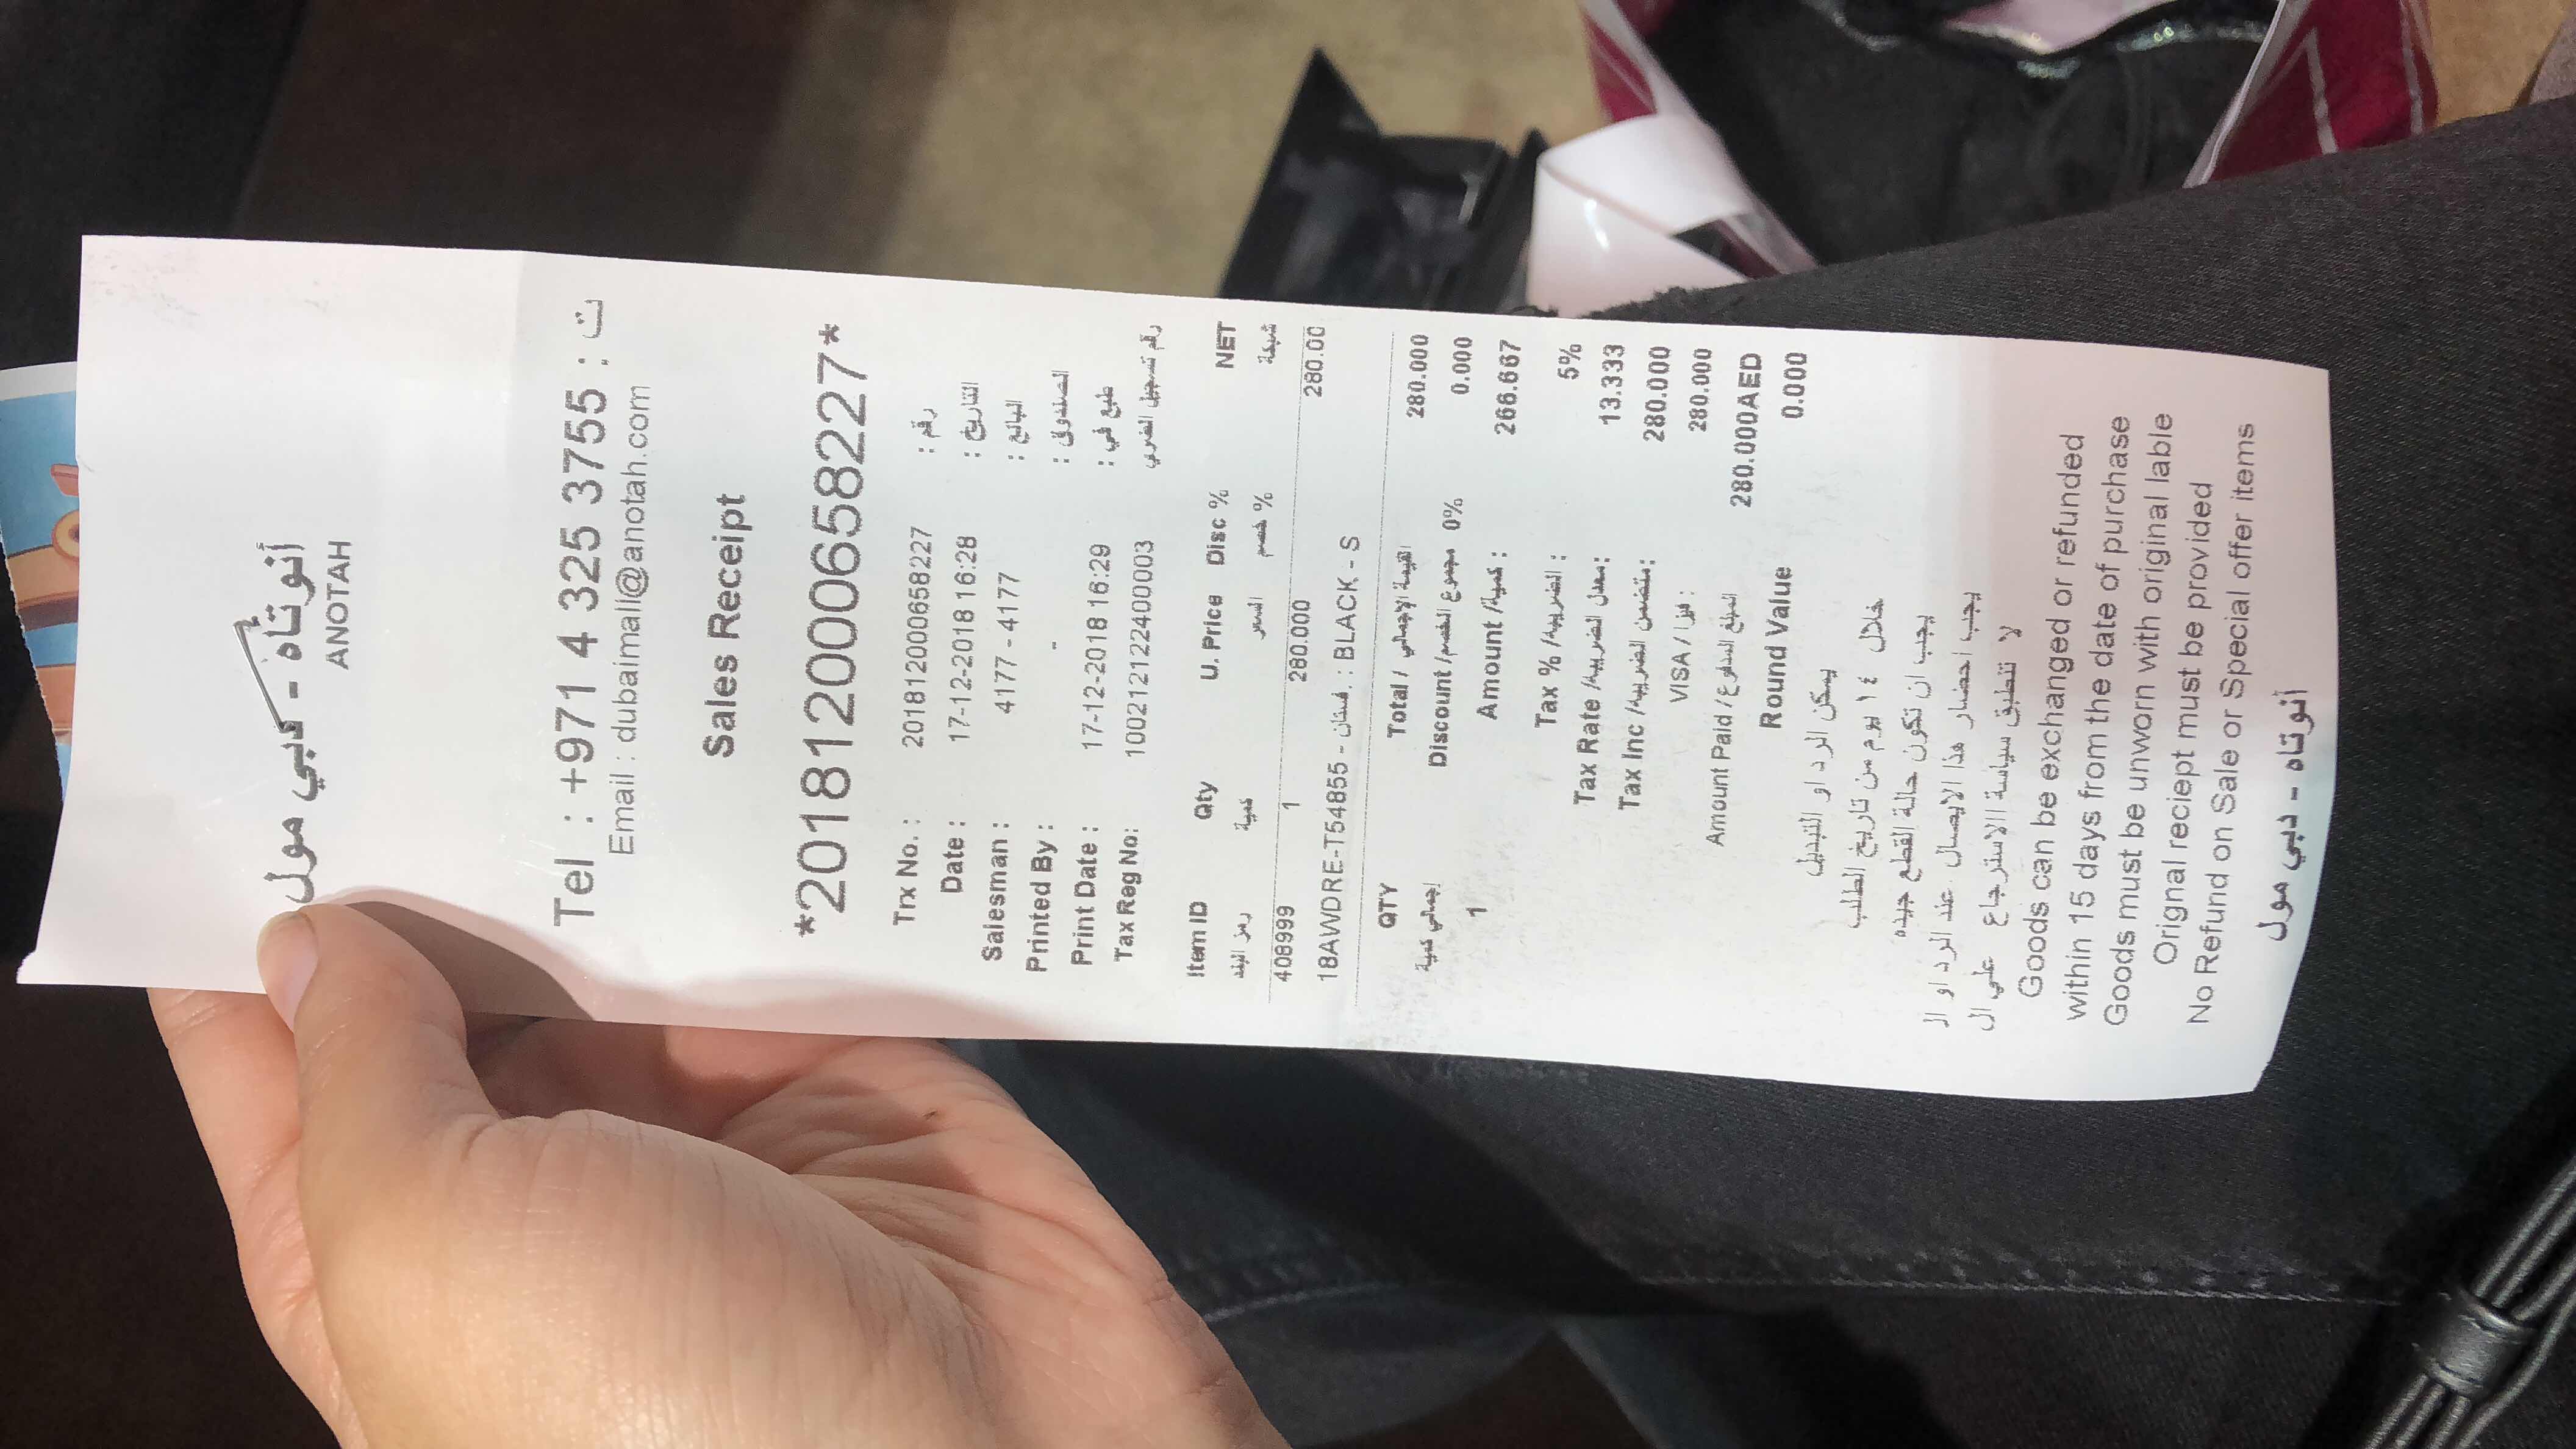 أنوتاه - دبي مول
ANOTAH
Tel : +971 4 325 3755 : ت
Email : dubaimall@anotah.com
Sales Receipt
*201812000658227*
Trx No. : 201812000658227 رقم :
Date : 17-12-2018 16:28 التاريخ :
Salesman : 4177 - 4177 البائع :
Printed By : - الصندوق :
Print Date : 17-12-2018 16:29 طبع في :
Tax Reg No: 100212122400003 رقم تسجيل الضري
Item ID Qty U. Price Disc % NET
رمز البند كمية السعر خصم % شبكة
408999 1 280.000 280.00
18AWDRE-T54855 - فستان. : BLACK - S
QTY Total / القيمة الإجمالي 280.000
إجمالي كمية Discount /مجموع الخصم 0% 0.000
1 Amount /كمية : 266.667
Tax % /الضريبه : 5%
Tax Rate /معدل الضريبه: 13.333
Tax Inc /متضمن الضريبه: 280.000
VISA / فيزا : 280.000
Amount Paid / المبلغ المدفوع 280.000AED
Round Value 0.000
يمكن الرد او التبديل
خلال ١٤ يوم من تاريخ الطلب
يجب ان تكون حالة القطع جيده
يجب احضار هذا الايصال عند الرد او ال
لا تنطبق سياسة االاسترجاع علي ال
Goods can be exchanged or refunded
within 15 days from the date of purchase
Goods must be unworn with original lable
Orignal reciept must be provided
No Refund on Sale or Special offer items
أنوتاه - دبي مول